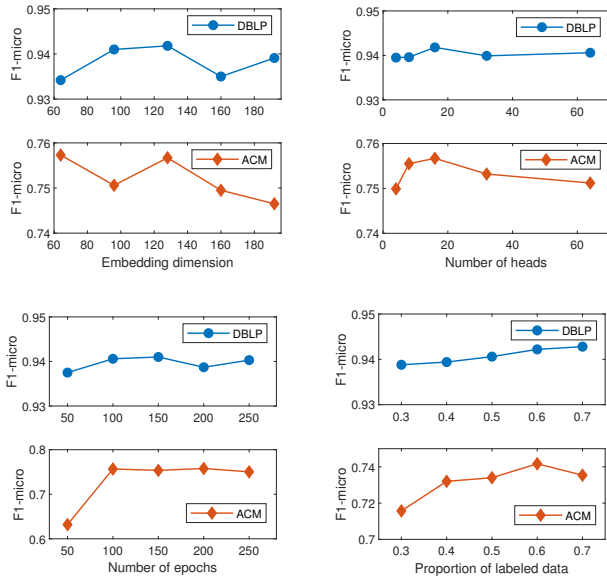 0.95
0.94
0.93
F1-micro
DBLP
60 80 100 120 140 160 180
0.76
0.75
0.74
F1-micro
ACM
60 80 100 120 140 160 180
Embedding dimension
0.95
0.94
0.93
F1-micro
DBLP
0 20 40 60
0.76
0.75
0.74
F1-micro
ACM
0 20 40 60
Number of heads
0.95
0.94
0.93
F1-micro
DBLP
50 100 150 200 250
0.8
0.7
0.6
F1-micro
ACM
50 100 150 200 250
Number of epochs
0.95
0.94
0.93
F1-micro
DBLP
0.3 0.4 0.5 0.6 0.7
0.74
0.72
0.7
F1-micro
ACM
0.3 0.4 0.5 0.6 0.7
Proportion of labeled data